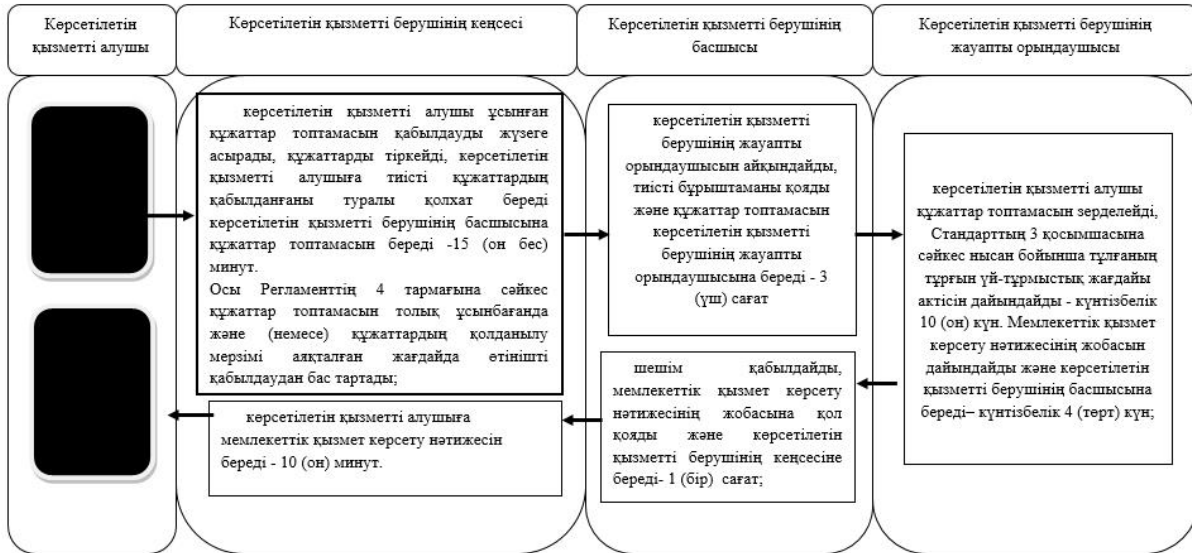 Көрсетілетін
қызметті алушы
Көрсетілетін қызметті берушінің кеңсесі
Көрсетілетін қызметті берушінің
басшысы
Көрсетілетін қызметті берушінің
жауапты орындаушысы
көрсетілетін қызметті алушы ұсынған
құжаттар топтамасын қабылдауды жүзеге
асырады, құжаттарды тіркейді, көрсетілетін
қызметті алушыға тиісті құжаттардың
қабылданғаны туралы қолхат береді
көрсетілетін қызметті берушінің басшысына
құжаттар топтамасын береді -15 (он бес)
минут.
Осы Регламенттің 4 тармағына сәйкес
құжаттар топтамасын толық ұсынбағанда
және (немесе) құжаттардың қолданылу
мерзімі аяқталған жағдайда өтінішті
қабылдаудан бас тартады;
көрсетілетін қызметті
берушінің жауапты
орындаушысын айқындайды,
тиісті бұрыштаманы қояды
және құжаттар топтамасын
көрсетілетін қызметті
берушінің жауапты
орындаушысына береді - 3
(үш) сағат
көрсетілетін қызметті алушы
құжаттар топтамасын зерделейді,
Стандарттың 3 қосымшасына
сәйкес нысан бойынша тұлғаның
тұрғын үй-тұрмыстық жағдайы
актісін дайындайды - күнтізбелік
10 (он) күн. Мемлекеттік қызмет
көрсету нәтижесінің жобасын
дайындайды және көрсетілетін
қызметті берушінің басшысына
береді– күнтізбелік 4 (төрт) күн;
шешім қабылдайды,
мемлекеттік қызмет көрсету
нәтижесінің жобасына қол
қояды және көрсетілетін
қызметті берушінің кеңсесіне
береді- 1 (бір) сағат;
көрсетілетін қызметті алушыға
мемлекеттік қызмет көрсету нәтижесін
береді - 10 (он) минут.